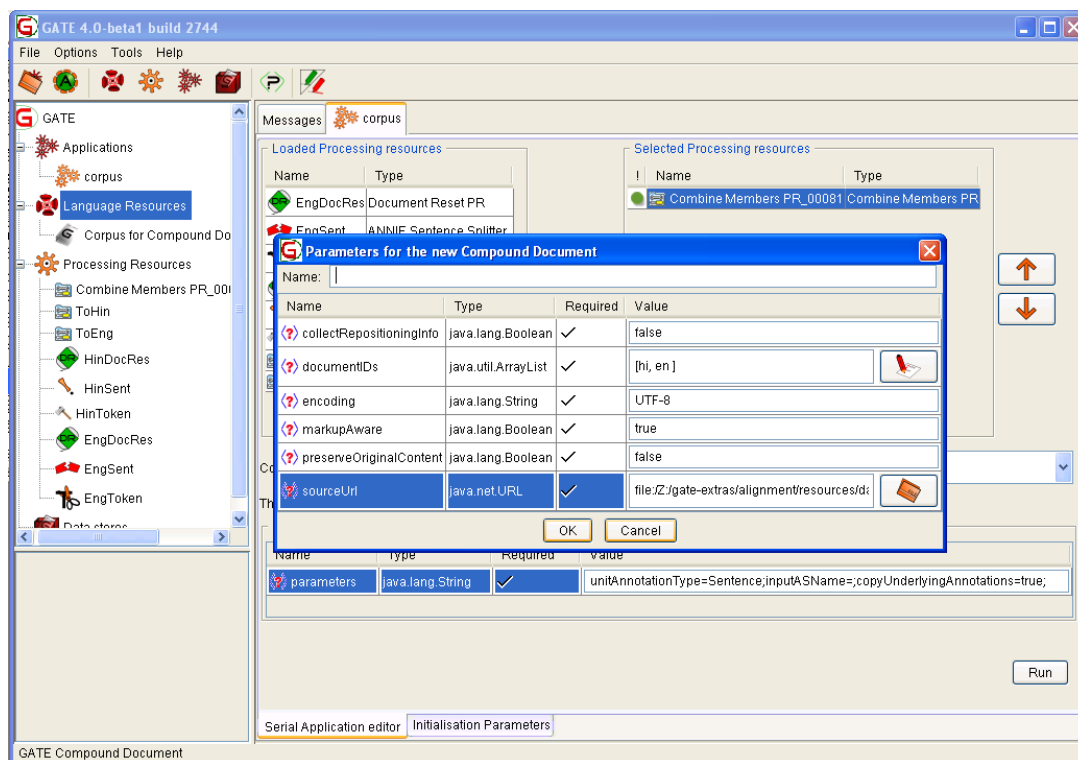 GATE 4.0-beta1 build 2744
File Options Tools Help
GATE
Applications
corpus
Language Resources
Corpus for Compound Do
Processing Resources
Combine Members PR_000
ToHin
ToEng
HinDocRes
HinSent
HinToken
EngDocRes
EngSent
EngToken
Data stores
Messages corpus
Loaded Processing resources
Name Type
EngDocRes Document Reset PR
EngSent ANNIE Sentence Splitter
Selected Processing resources
! Name Type
Combine Members PR_00081 Combine Members PR
Parameters for the new Compound Document
Name:
Name Type Required Value
collectRepositioningInfo java.lang.Boolean false
documentIDs java.util.ArrayList [hi, en ]
encoding java.lang.String UTF-8
markupAware java.lang.Boolean true
preserveOriginalContent java.lang.Boolean false
sourceUrl java.net.URL file:/Z:/gate-extras/alignment/resources/da
OK Cancel
Name Type Required Value
parameters java.lang.String unitAnnotationType=Sentence;inputASName=;copyUnderlyingAnnotations=true;
Run
Serial Application editor Initialisation Parameters
GATE Compound Document